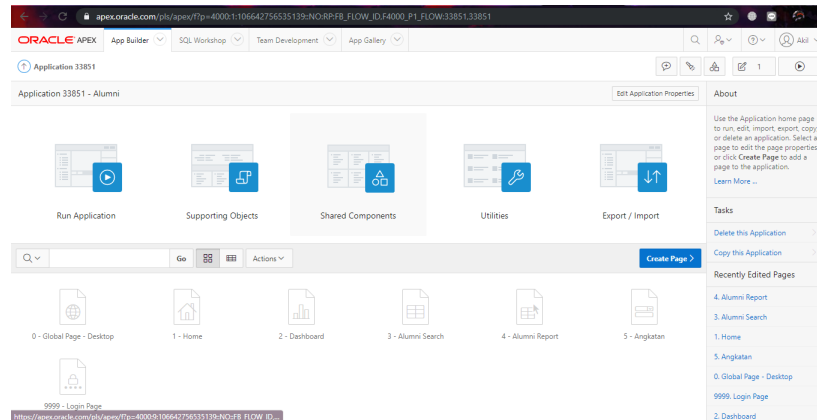 apex.oracle.com/pls/apex/f?p=4000:1:106642756535139::NO:RP:FB_FLOW_ID,F4000_P1_FLOW:33851,33851
ORACLE APEX App Builder SQL Workshop Team Development App Gallery Akil
Application 33851 1
Application 33851 - Alumni Edit Application Properties
Run Application Supporting Objects Shared Components Utilities Export / Import
Go Actions Create Page
0 - Global Page - Desktop 1 - Home 2 - Dashboard 3 - Alumni Search 4 - Alumni Report 5 - Angkatan
9999 - Login Page
About
Use the Application home page
to run, edit, import, export, copy
or delete an application. Select a
page to edit the page properties
or click Create Page to add a
page to the application.
Learn More ...
Tasks
Delete this Application
Copy this Application
Recently Edited Pages
4. Alumni Report
3. Alumni Search
1. Home
5. Angkatan
0. Global Page - Desktop
9999. Login Page
2. Dashboard
https://apex.oracle.com/pls/apex/f?p=4000:9:106642756535139::NO::FB_FLOW_ID,...